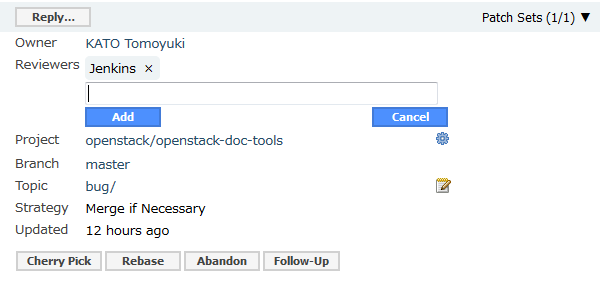 Reply... Patch Sets (1/1) ▼
Owner KATO Tomoyuki
Reviewers Jenkins ×
Add Cancel
Project openstack/openstack-doc-tools
Branch master
Topic bug/
Strategy Merge if Necessary
Updated 12 hours ago
Cherry Pick Rebase Abandon Follow-Up